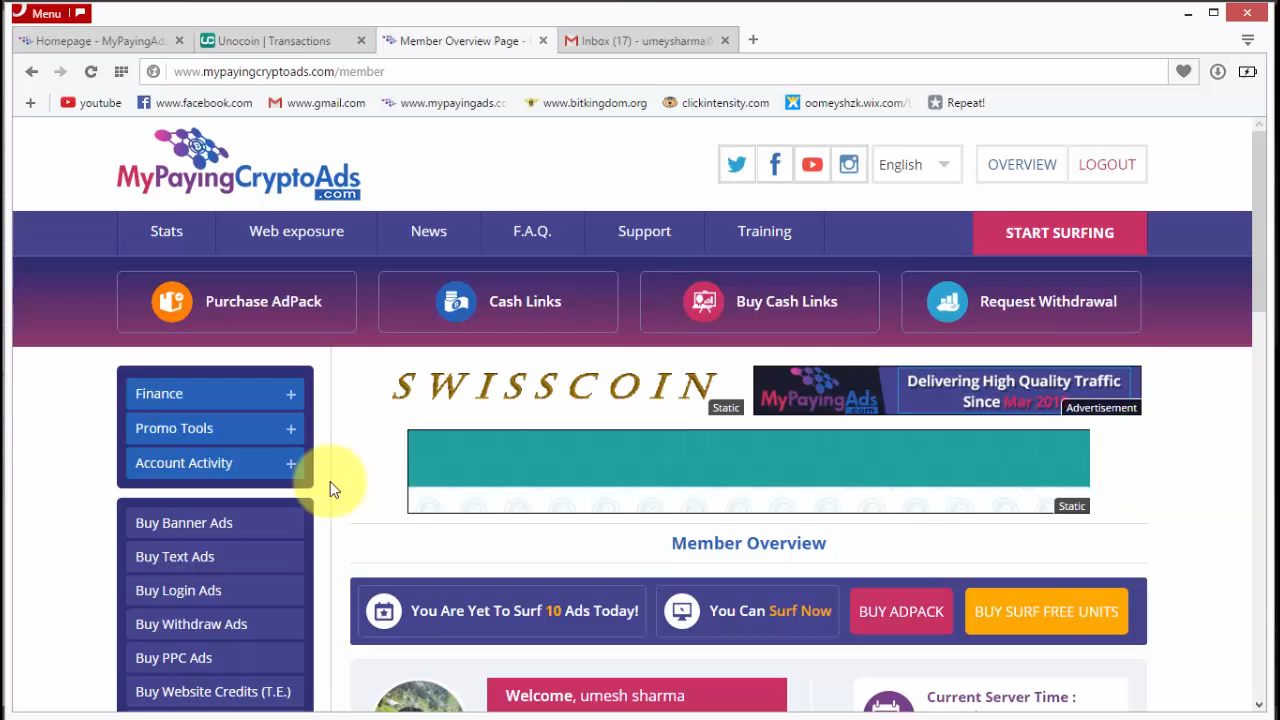 Menu
Homepage - MyPayingAd
Unocoin | Transactions
Member Overview Page -
Inbox (17) - umeysharma
www.mypayingcryptoads.com/member
youtube
www.facebook.com
www.gmail.com
www.mypayingads.cc
www.bitkingdom.org
clickintensity.com
oomeyshzk.wix.com/b
Repeat!
MyPayingCryptoAds
.com
English
OVERVIEW
LOGOUT
Stats
Web exposure
News
F.A.Q.
Support
Training
START SURFING
Purchase AdPack
Cash Links
Buy Cash Links
Request Withdrawal
Finance +
Promo Tools +
Account Activity +
SWISSCOIN
Static
MyPayingAds
.com
Delivering High Quality Traffic
Since Mar 201
Advertisement
Static
Member Overview
Buy Banner Ads
Buy Text Ads
Buy Login Ads
Buy Withdraw Ads
Buy PPC Ads
Buy Website Credits (T.E.)
You Are Yet To Surf 10 Ads Today!
You Can Surf Now
BUY ADPACK
BUY SURF FREE UNITS
Welcome, umesh sharma
Current Server Time :